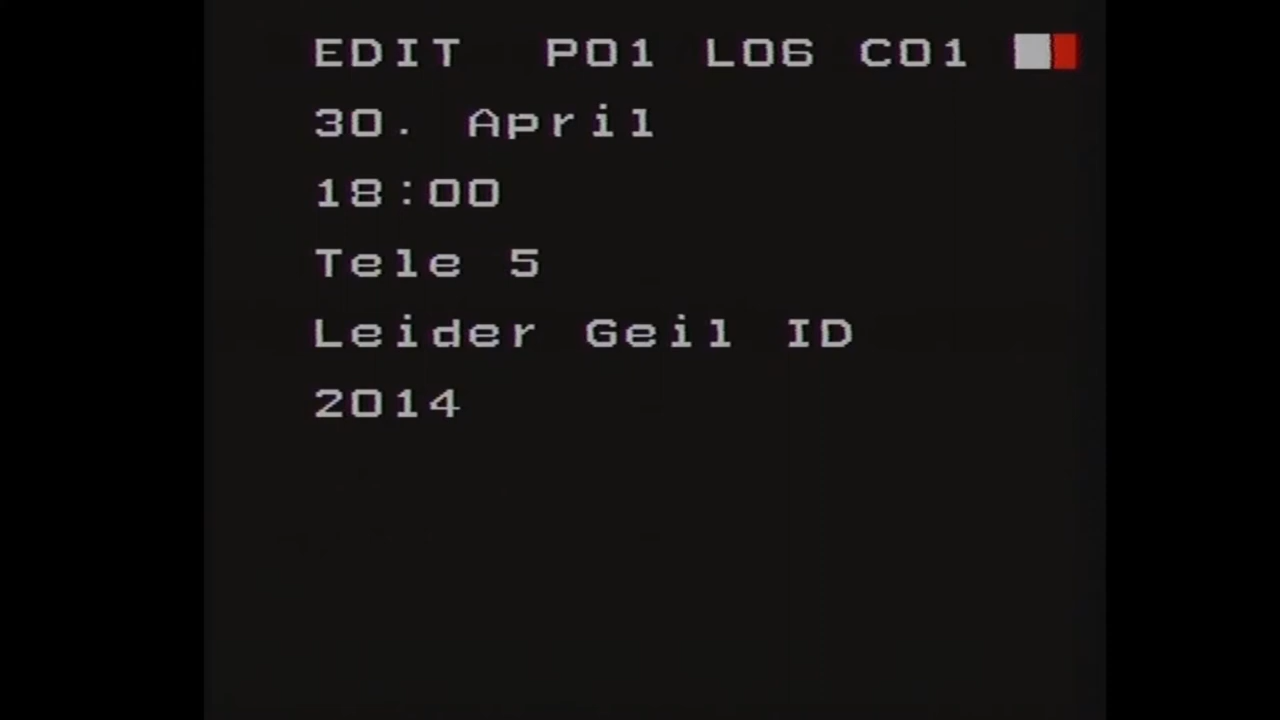 EDIT P01 L06 C01
30. April
18:00
Tele 5
Leider Geil ID
2014